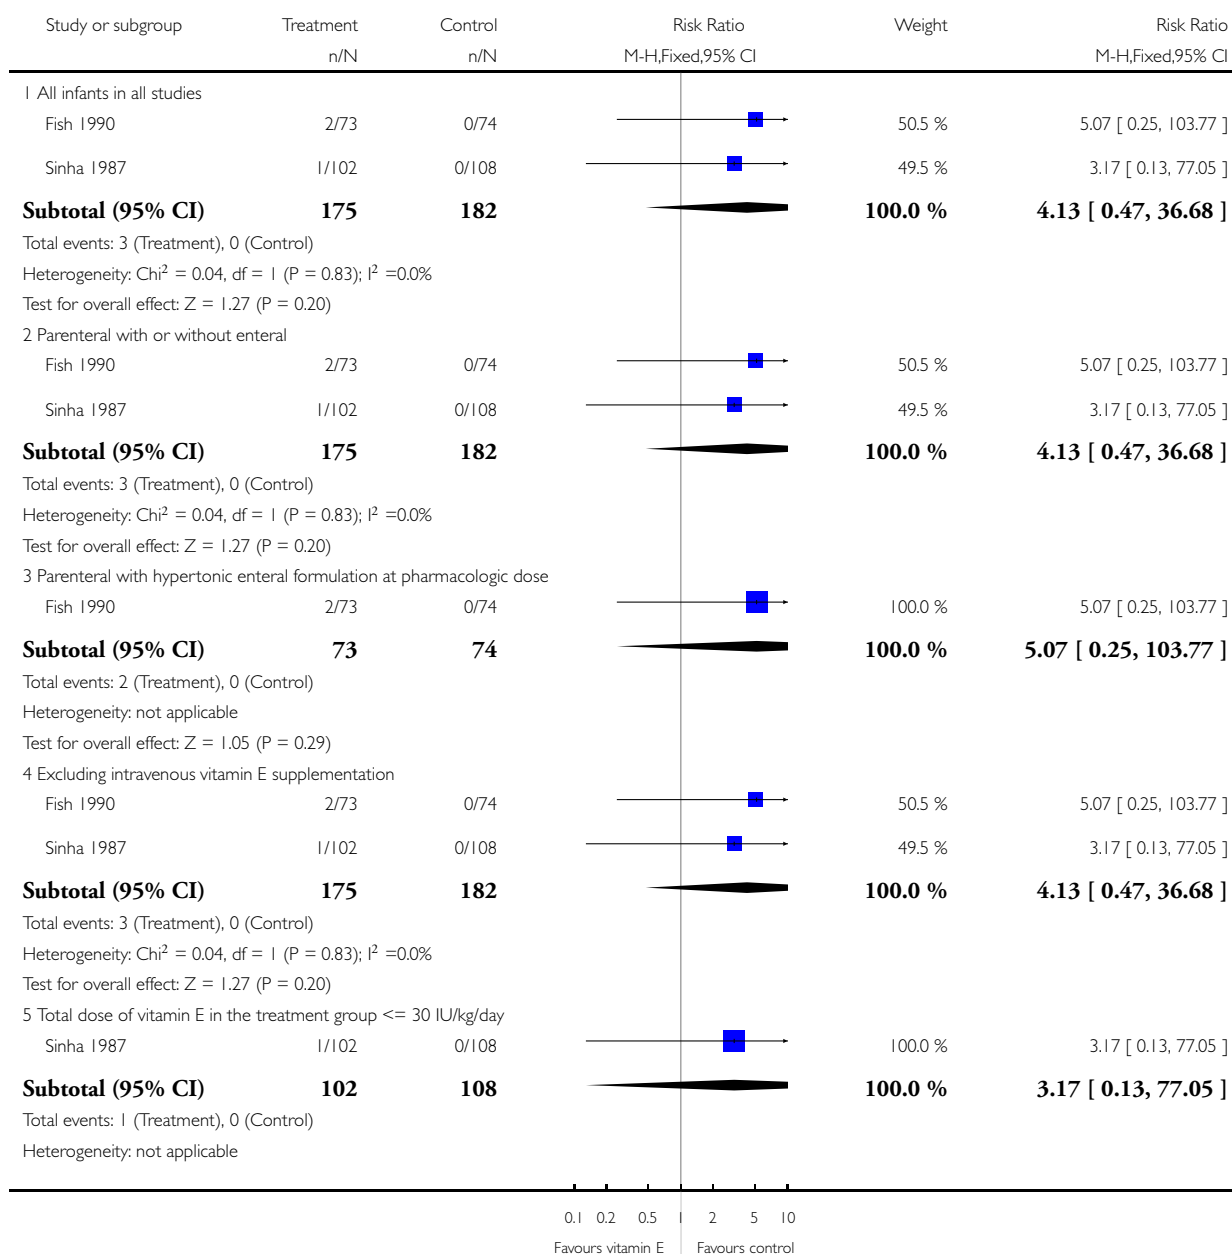 Study or subgroup Treatment Control Risk Ratio Weight Risk Ratio
n/N n/N M-H,Fixed,95% CI M-H,Fixed,95% CI
1 All infants in all studies
Fish 1990 2/73 0/74 50.5 % 5.07 [ 0.25, 103.77 ]
Sinha 1987 1/102 0/108 49.5 % 3.17 [ 0.13, 77.05 ]
Subtotal (95% CI) 175 182 100.0 % 4.13 [ 0.47, 36.68 ]
Total events: 3 (Treatment), 0 (Control)
Heterogeneity: Chi² = 0.04, df = 1 (P = 0.83); I² =0.0%
Test for overall effect: Z = 1.27 (P = 0.20)
2 Parenteral with or without enteral
Fish 1990 2/73 0/74 50.5 % 5.07 [ 0.25, 103.77 ]
Sinha 1987 1/102 0/108 49.5 % 3.17 [ 0.13, 77.05 ]
Subtotal (95% CI) 175 182 100.0 % 4.13 [ 0.47, 36.68 ]
Total events: 3 (Treatment), 0 (Control)
Heterogeneity: Chi² = 0.04, df = 1 (P = 0.83); I² =0.0%
Test for overall effect: Z = 1.27 (P = 0.20)
3 Parenteral with hypertonic enteral formulation at pharmacologic dose
Fish 1990 2/73 0/74 100.0 % 5.07 [ 0.25, 103.77 ]
Subtotal (95% CI) 73 74 100.0 % 5.07 [ 0.25, 103.77 ]
Total events: 2 (Treatment), 0 (Control)
Heterogeneity: not applicable
Test for overall effect: Z = 1.05 (P = 0.29)
4 Excluding intravenous vitamin E supplementation
Fish 1990 2/73 0/74 50.5 % 5.07 [ 0.25, 103.77 ]
Sinha 1987 1/102 0/108 49.5 % 3.17 [ 0.13, 77.05 ]
Subtotal (95% CI) 175 182 100.0 % 4.13 [ 0.47, 36.68 ]
Total events: 3 (Treatment), 0 (Control)
Heterogeneity: Chi² = 0.04, df = 1 (P = 0.83); I² =0.0%
Test for overall effect: Z = 1.27 (P = 0.20)
5 Total dose of vitamin E in the treatment group <= 30 IU/kg/day
Sinha 1987 1/102 0/108 100.0 % 3.17 [ 0.13, 77.05 ]
Subtotal (95% CI) 102 108 100.0 % 3.17 [ 0.13, 77.05 ]
Total events: 1 (Treatment), 0 (Control)
Heterogeneity: not applicable
0.1 0.2 0.5 1 2 5 10
Favours vitamin E Favours control